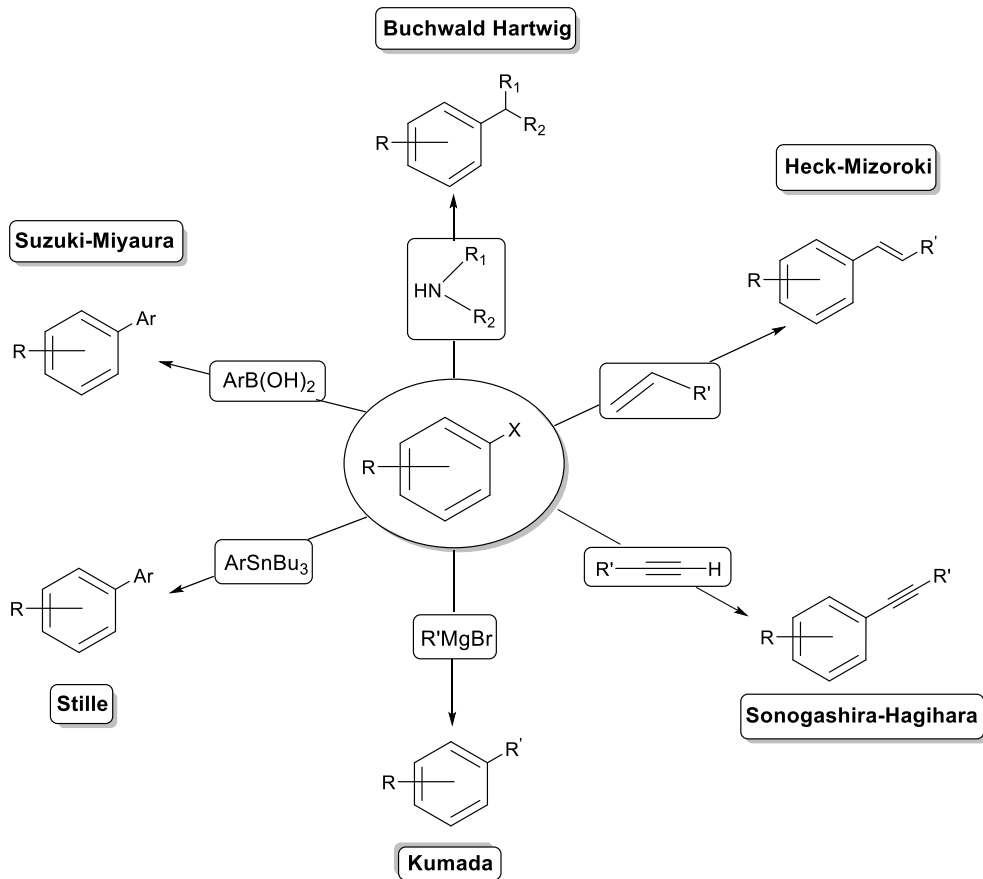 Buchwald Hartwig
R1
R2
R
Heck-Mizoroki
R'
R
Suzuki-Miyaura
Ar
R
R1
HN
R2
ArB(OH)2
R'
X
R
ArSnBu3
R' H
Ar
R
R'MgBr
R'
R
Stille
Sonogashira-Hagihara
R'
R
Kumada